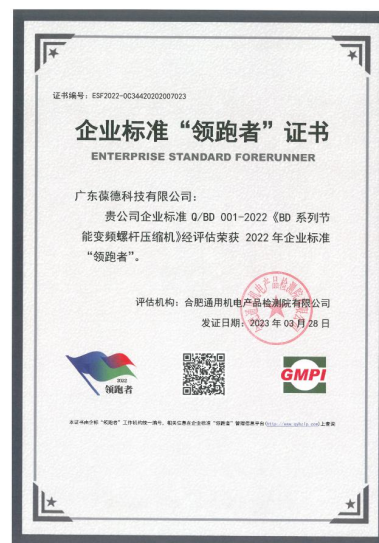 证书编号：ESF2022-0C34420202007023
企业标准“领跑者”证书
ENTERPRISE STANDARD FORERUNNER
广东葆德科技有限公司：
贵公司企业标准 Q/BD 001-2022《BD 系列节
能变频螺杆压缩机》经评估荣获 2022 年企业标准
“领跑者”。
评估机构：合肥通用机电产品检测院有限公司
发证日期：2023 年 03 月 28 日
2022
领跑者
GMPI